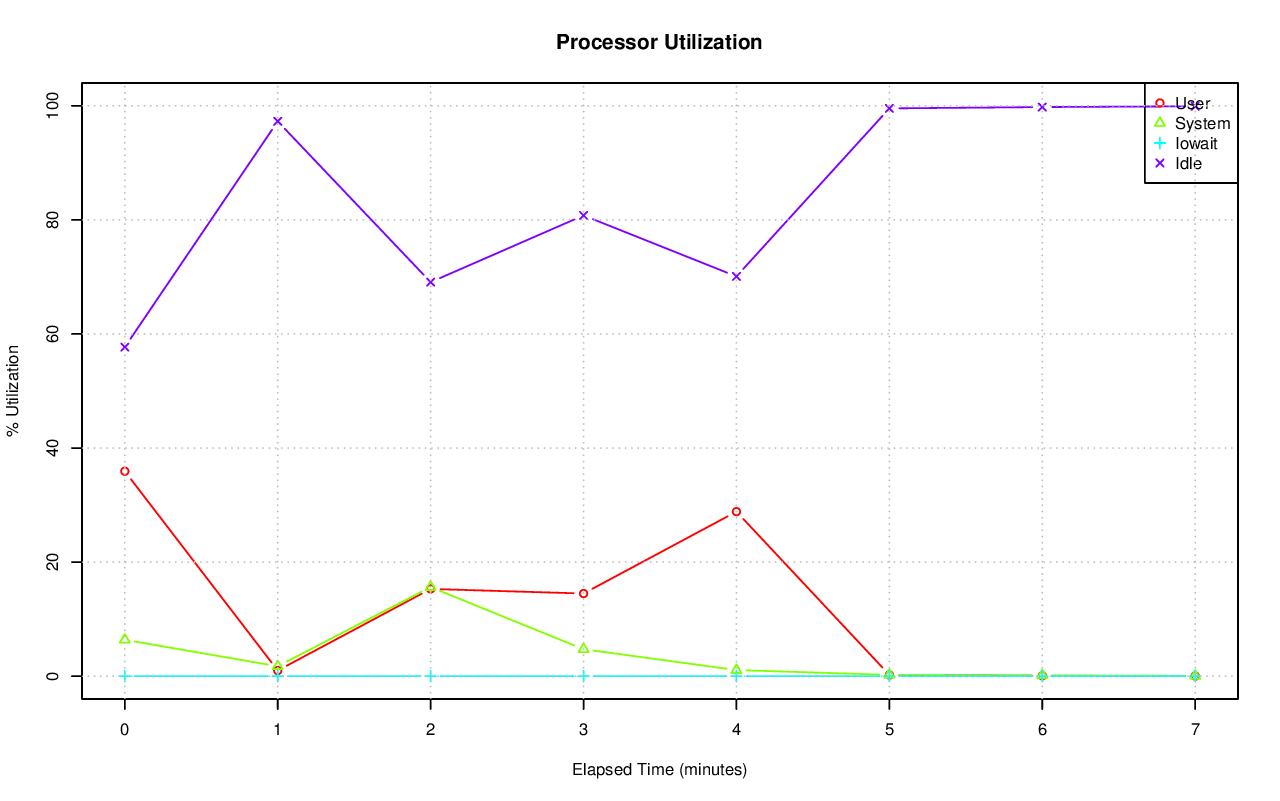 Processor Utilization
% Utilization
100
80
60
40
20
0
User
System
Iowait
Idle
0 1 2 3 4 5 6 7
Elapsed Time (minutes)